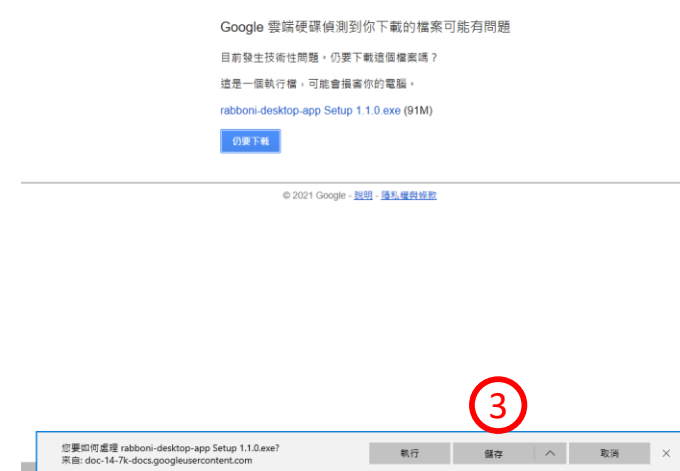 Google 雲端硬碟偵測到你下載的檔案可能有問題
目前發生技術性問題，仍要下載這個檔案嗎？
這是一個執行檔，可能會損害你的電腦。
rabboni-desktop-app Setup 1.1.0.exe (91M)
仍要下載
© 2021 Google - 說明 - 隱私權與條款
3
您要如何處理 rabboni-desktop-app Setup 1.1.0.exe?
來自: doc-14-7k-docs.googleusercontent.com
執行
儲存
取消